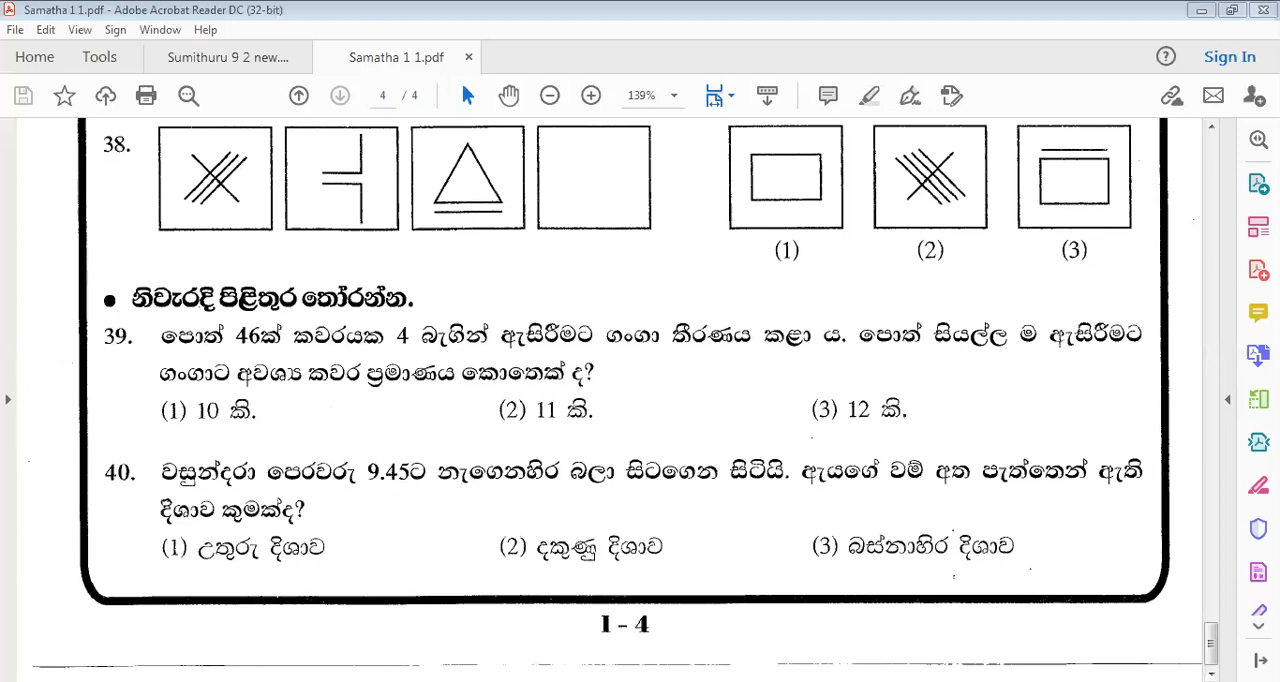 Samatha 1 1.pdf - Adobe Acrobat Reader DC (32-bit)
File Edit View Sign Window Help
Home Tools Sumithuru 9 2 new.... Samatha 1 1.pdf × Sign In
4 / 4 139%
38.
(1) (2) (3)
• නිවැරදි පිළිතුර තෝරන්න.
39. පොත් 46ක් කවරයක 4 බැගින් ඇසිරීමට ගංගා තීරණය කළා ය. පොත් සියල්ල ම ඇසිරීමට
ගංගාට අවශ්‍ය කවර ප්‍රමාණය කොතෙක් ද?
(1) 10 කි. (2) 11 කි. (3) 12 කි.
40. වසුන්දරා පෙරවරු 9.45ට නැගෙනහිර බලා සිටගෙන සිටියි. ඇයගේ වම් අත පැත්තෙන් ඇති
දිශාව කුමක්ද?
(1) උතුරු දිශාව (2) දකුණු දිශාව (3) බස්නාහිර දිශාව
I - 4